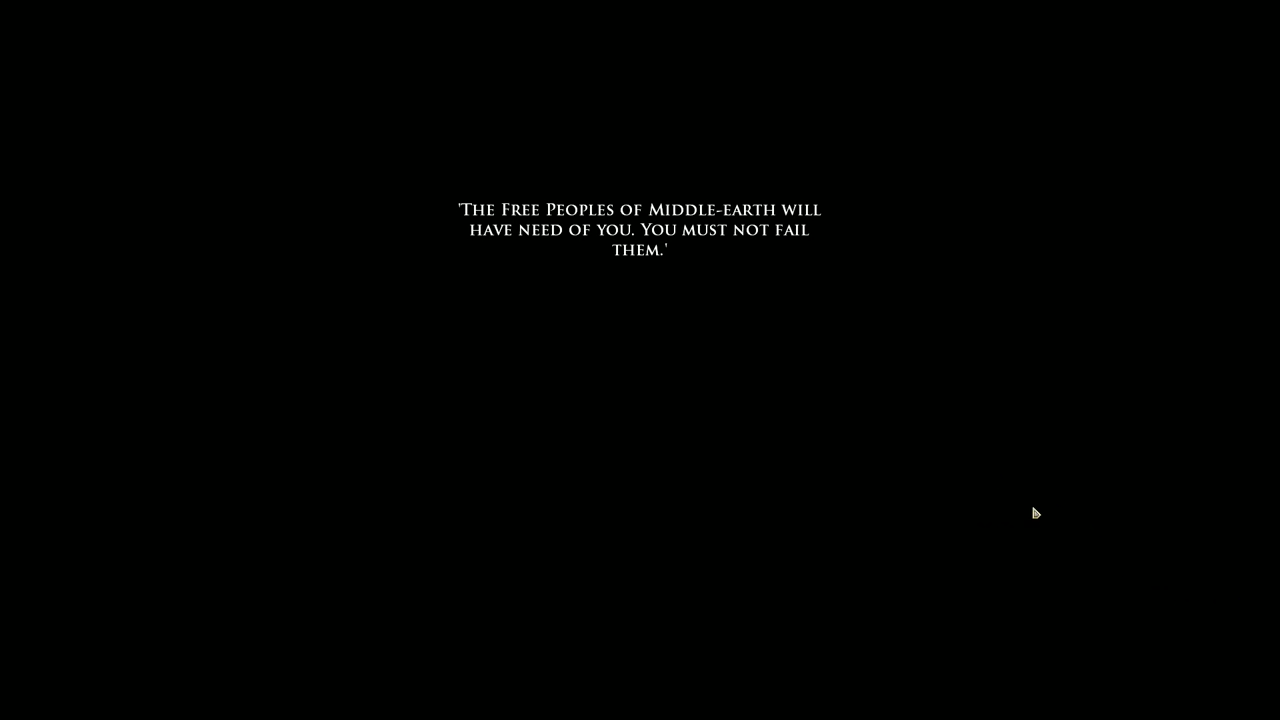 'The Free Peoples of Middle-earth will
have need of you. You must not fail
them.'